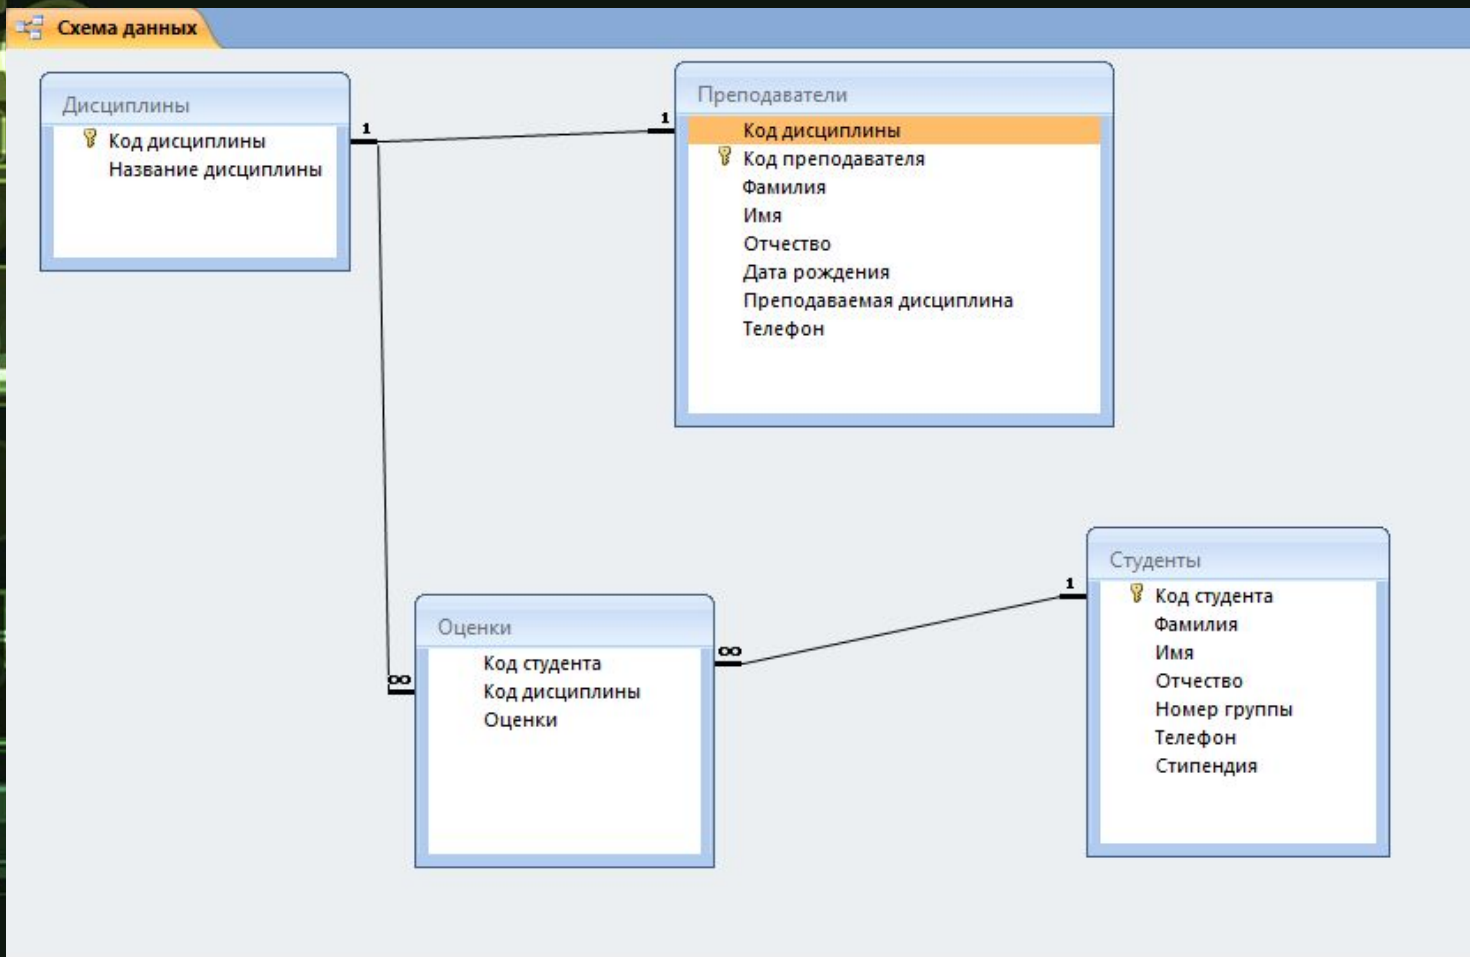 Схема данных
Дисциплины
Код дисциплины
Название дисциплины
1
1
Преподаватели
Код дисциплины
Код преподавателя
Фамилия
Имя
Отчество
Дата рождения
Преподаваемая дисциплина
Телефон
∞
Оценки
Код студента
Код дисциплины
Оценки
∞
1
Студенты
Код студента
Фамилия
Имя
Отчество
Номер группы
Телефон
Стипендия